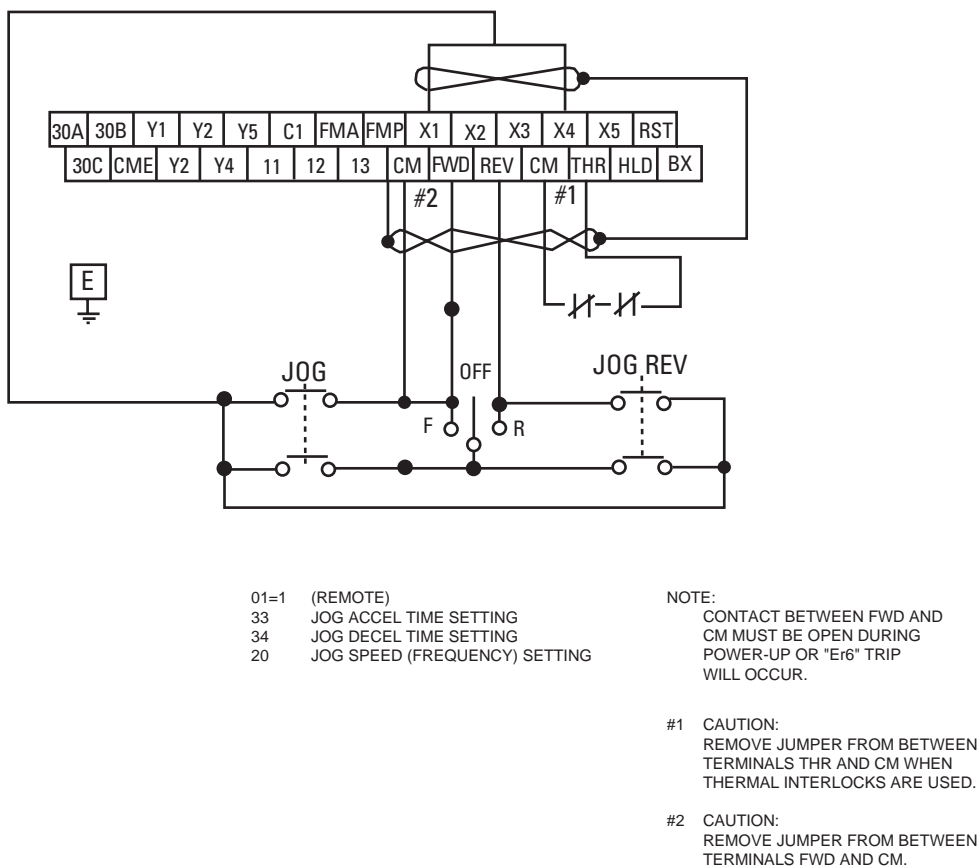 30A 30B Y1 Y2 Y5 C1 FMA FMP X1 X2 X3 X4 X5 RST
30C CME Y2 Y4 11 12 13 CM FWD REV CM THR HLD BX
#2 #1
E
JOG OFF JOG REV
F R
01=1 (REMOTE)
33 JOG ACCEL TIME SETTING
34 JOG DECEL TIME SETTING
20 JOG SPEED (FREQUENCY) SETTING
NOTE:
CONTACT BETWEEN FWD AND
CM MUST BE OPEN DURING
POWER-UP OR "Er6" TRIP
WILL OCCUR.
#1 CAUTION:
REMOVE JUMPER FROM BETWEEN
TERMINALS THR AND CM WHEN
THERMAL INTERLOCKS ARE USED.
#2 CAUTION:
REMOVE JUMPER FROM BETWEEN
TERMINALS FWD AND CM.